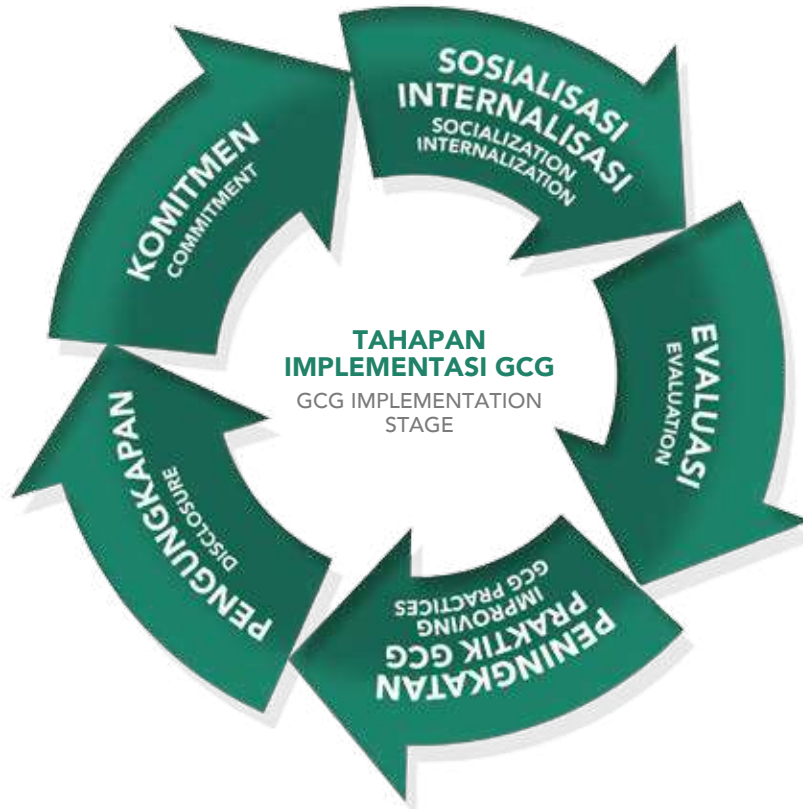 TAHAPAN
IMPLEMENTASI GCG
GCG IMPLEMENTATION
STAGE
KOMITMEN
COMMITMENT
SOSIALISASI
INTERNALISASI
SOCIALIZATION
INTERNALIZATION
EVALUASI
EVALUATION
PENINGKATAN
PRAKTIK GCG
IMPROVING
GCG PRACTICES
PENGUNGKAPAN
DISCLOSURE